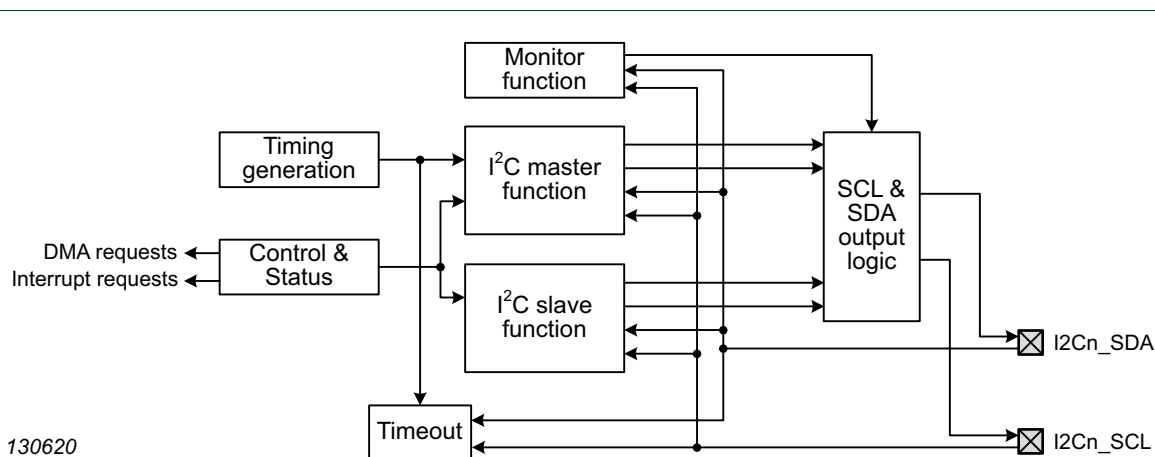 Monitor
function
Timing
generation
I²C master
function
SCL &
SDA
output
logic
DMA requests
Interrupt requests
Control &
Status
I²C slave
function
I2Cn_SDA
Timeout
I2Cn_SCL
130620